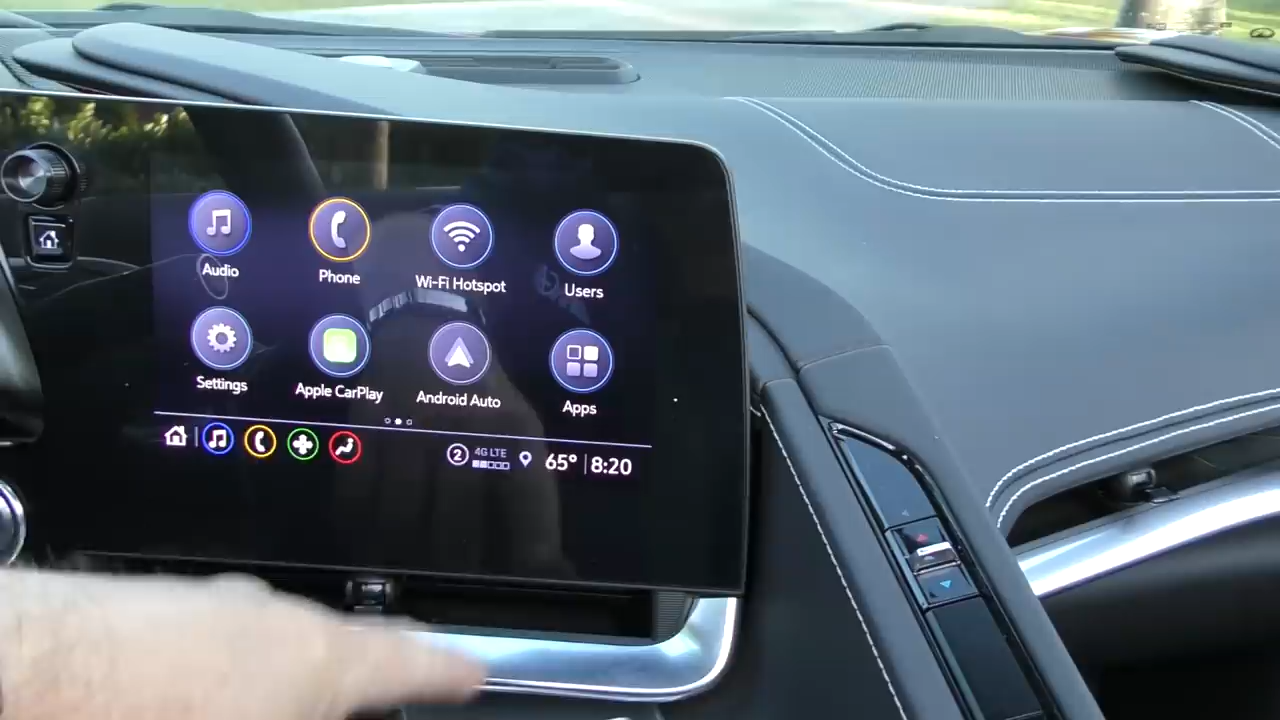 Audio
Phone
Wi-Fi Hotspot
Users
Settings
Apple CarPlay
Android Auto
Apps
2
4G LTE
65°
8:20